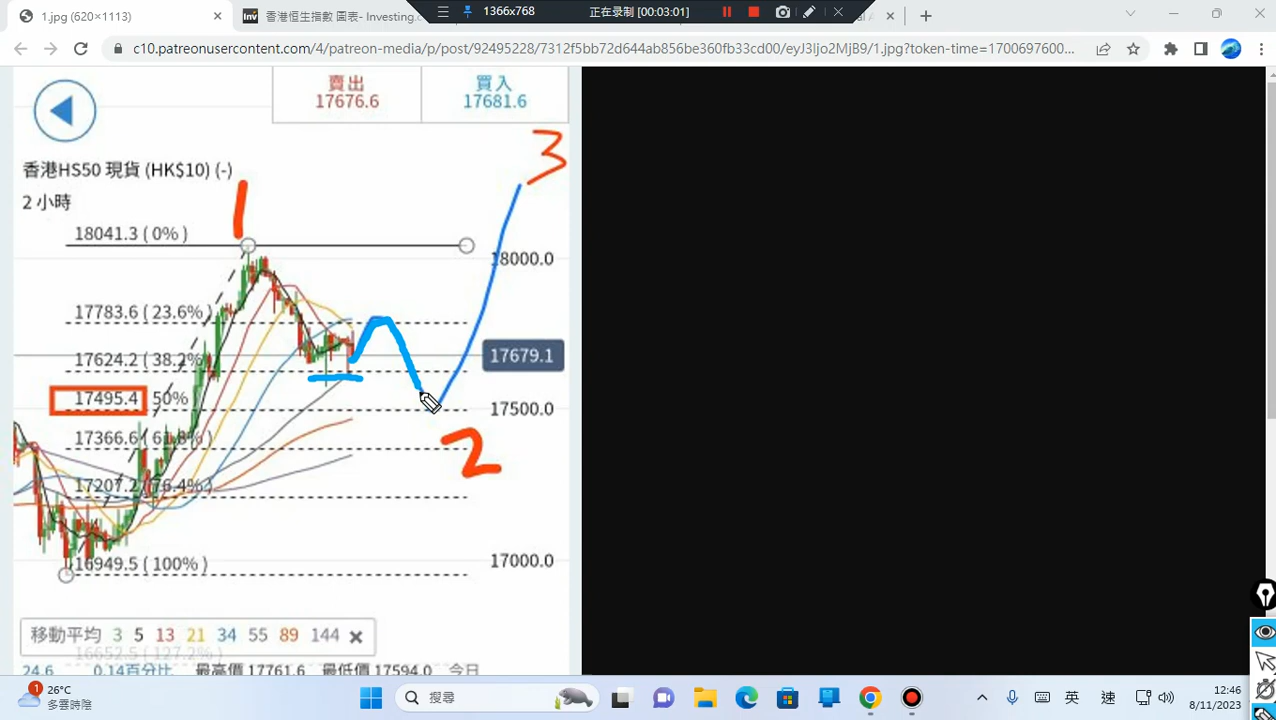 1.jpg (620×1113)
香港恒生指數 圖表- Investing.c
1366x768
正在录制 [00:03:01]
c10.patreonusercontent.com/4/patreon-media/p/post/92495228/7312f5bb72d644ab856be360fb33cd00/eyJ3Ijo2MjB9/1.jpg?token-time=1700697600...
賣出
17676.6
買入
17681.6
香港HS50 現貨 (HK$10) (-)
2 小時
1
3
18041.3 ( 0% )
18000.0
17783.6 ( 23.6% )
17624.2 ( 38.2% )
17679.1
17495.4 ( 50% )
17500.0
17366.6 ( 61.8% )
2
17207.2 ( 76.4% )
16949.5 ( 100% )
17000.0
移動平均 3 5 13 21 34 55 89 144
16652.5 ( 127.2% )
24.6 0.14百分比 最高價 17761.6 最低價 17594.0 今日
1
26°C
多雲時陰
搜尋
英
速
12:46
8/11/2023